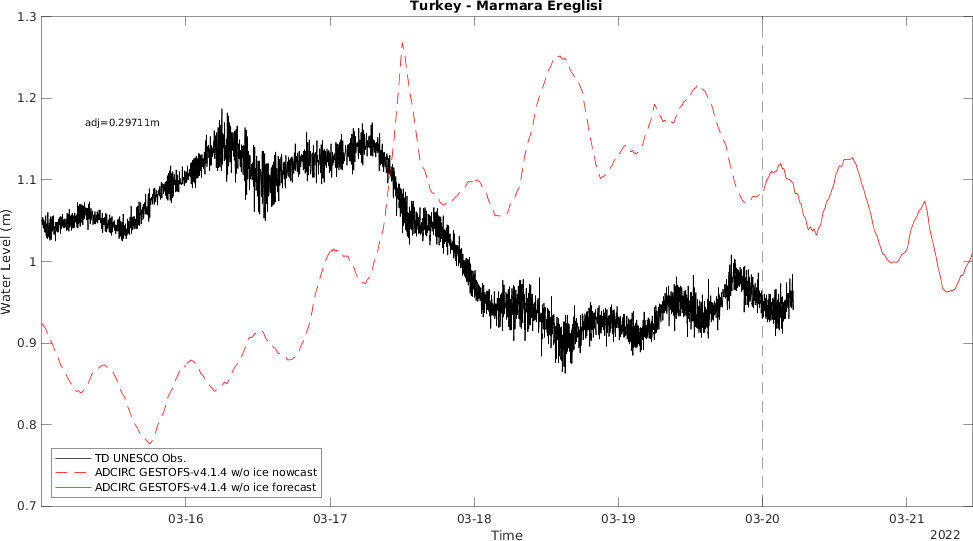 Turkey - Marmara Ereglisi
1.3
1.2
1.1
1
0.9
0.8
0.7
Water Level (m)
adj=0.29711m
TD UNESCO Obs.
ADCIRC GESTOFS-v4.1.4 w/o ice nowcast
ADCIRC GESTOFS-v4.1.4 w/o ice forecast
03-16 03-17 03-18 03-19 03-20 03-21
Time
2022